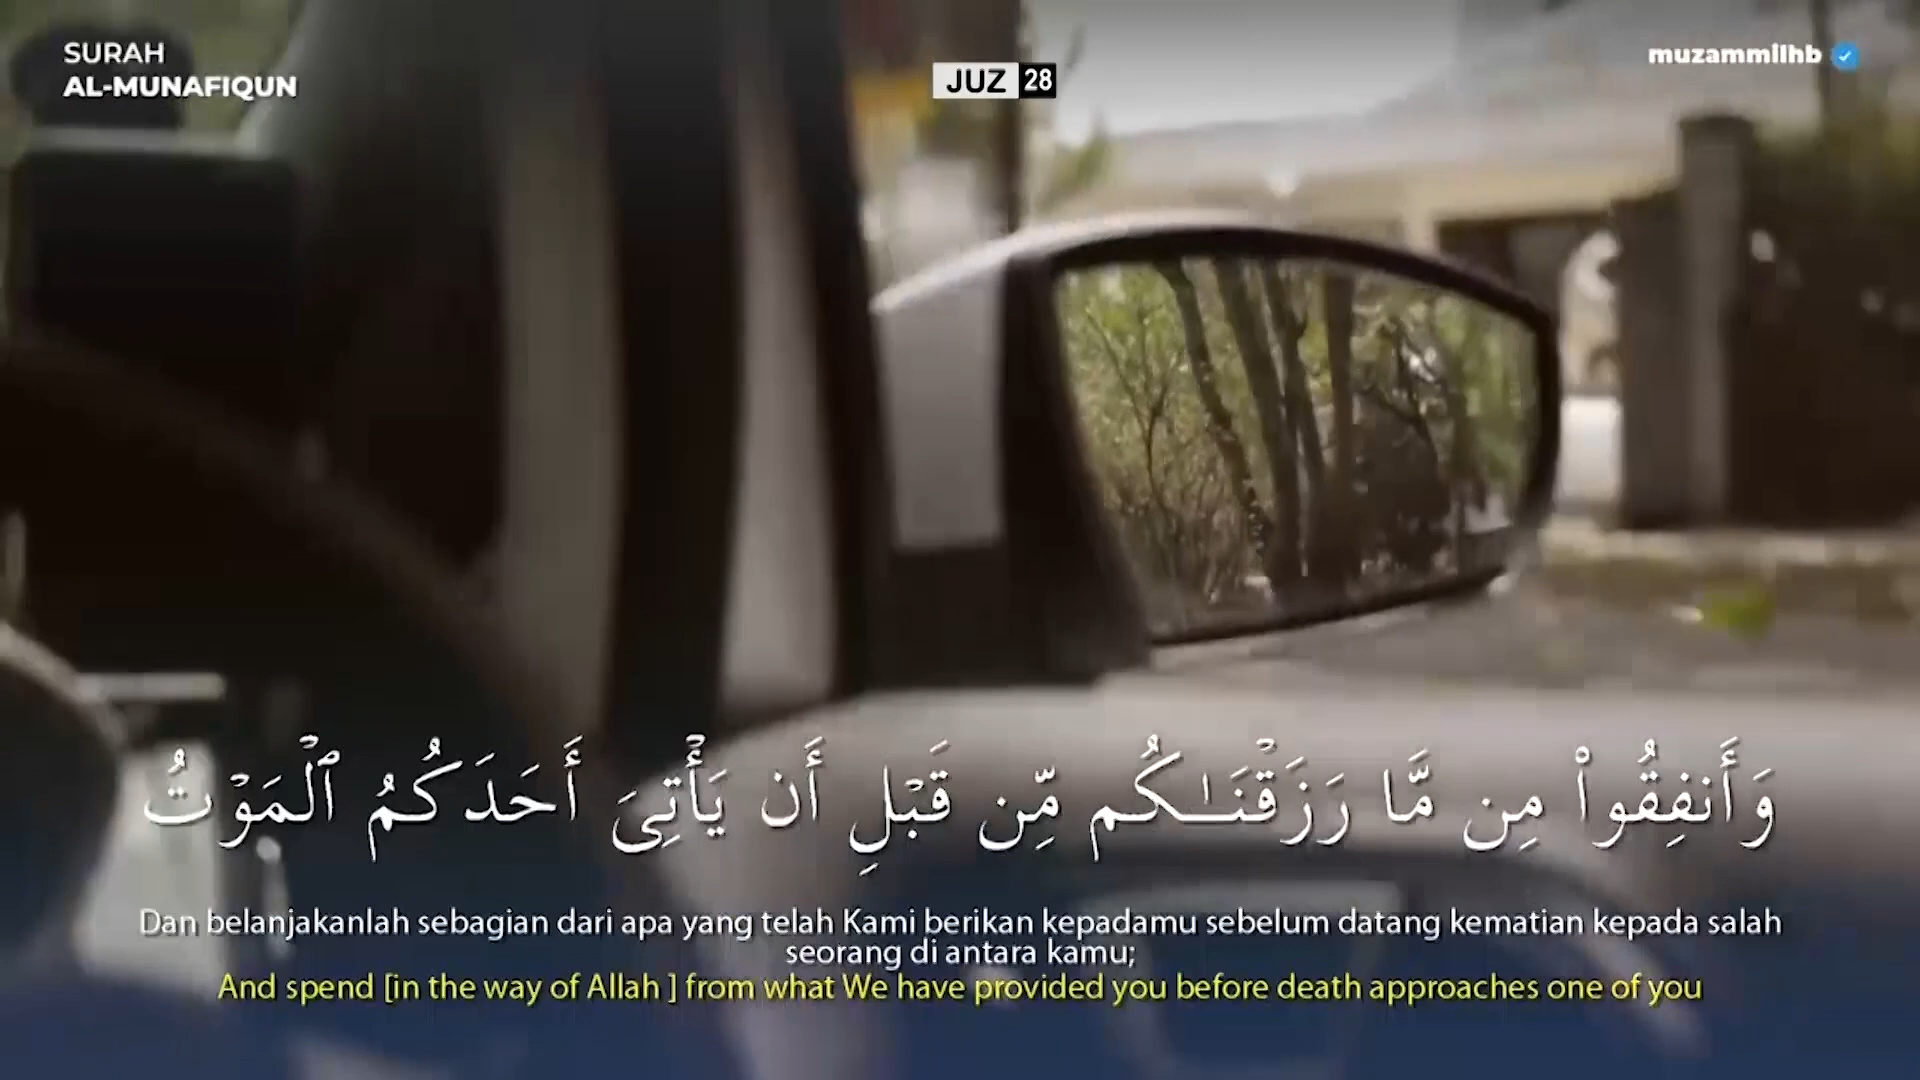 SURAH
AL-MUNAFIQUN
JUZ 28
muzammilhb
وَأَنفِقُوا۟ مِن مَّا رَزَقْنَـٰكُم مِّن قَبْلِ أَن يَأْتِىَ أَحَدَكُمُ ٱلْمَوْتُ
Dan belanjakanlah sebagian dari apa yang telah Kami berikan kepadamu sebelum datang kematian kepada salah
seorang di antara kamu;
And spend [in the way of Allah ] from what We have provided you before death approaches one of you